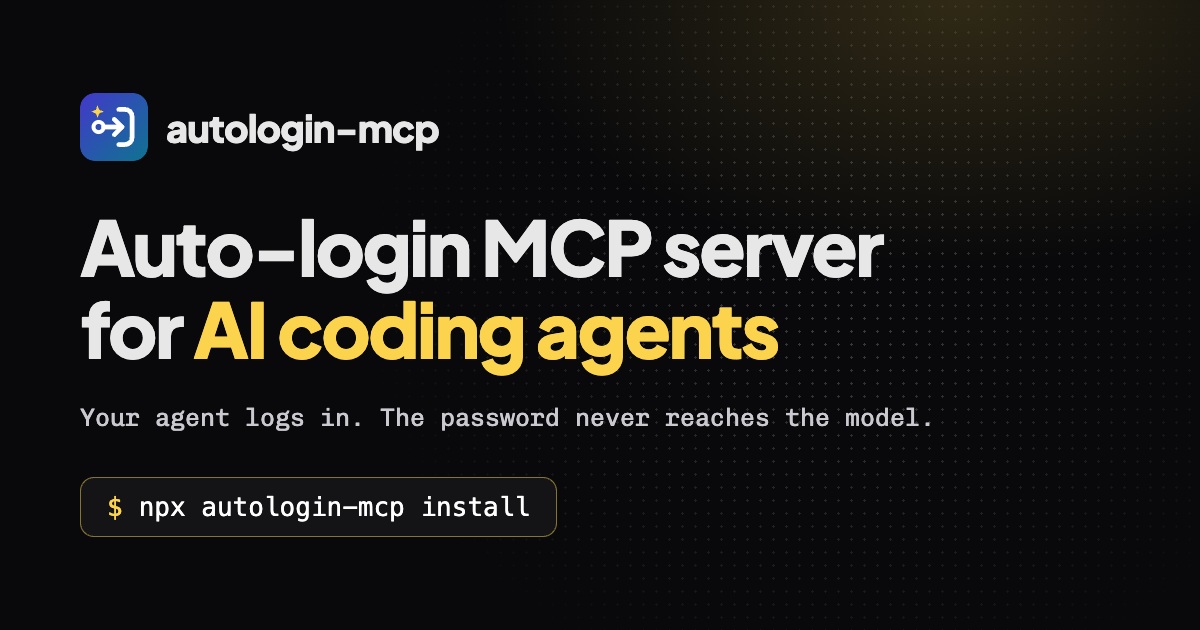 autologin-mcp
Auto-login MCP server
for AI coding agents
Your agent logs in. The password never reaches the model.
$ npx autologin-mcp install